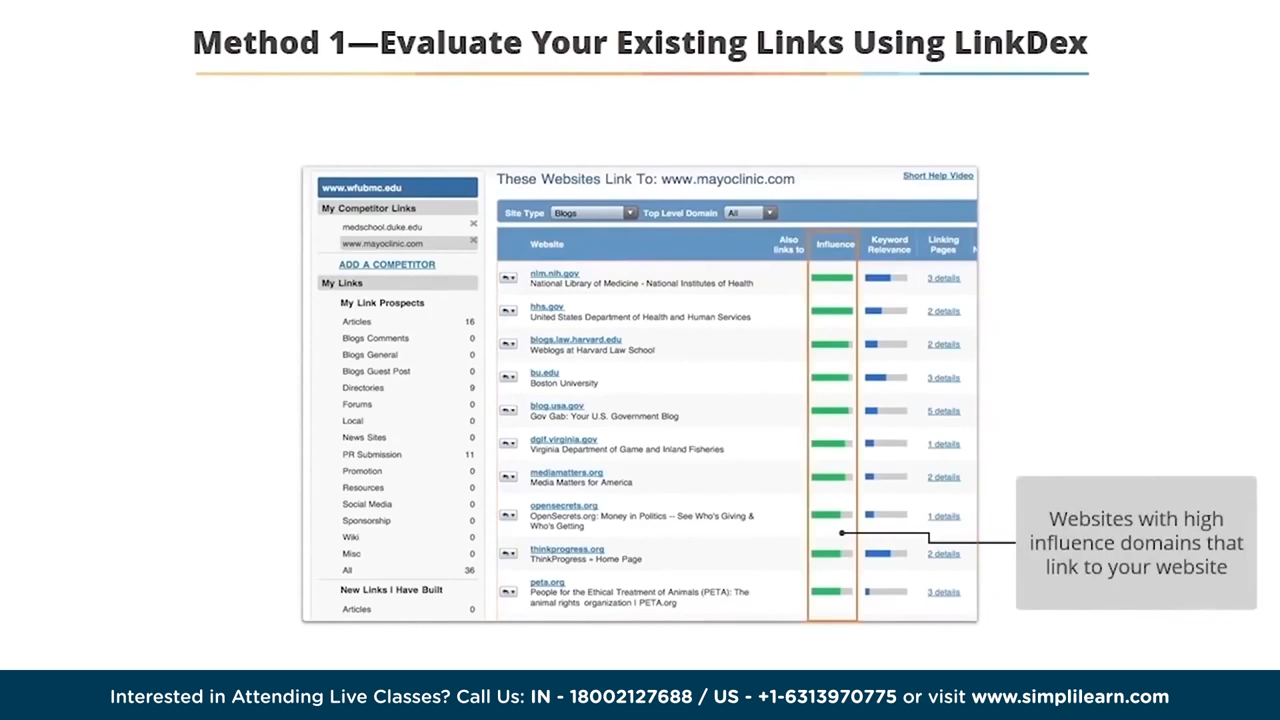 Method 1—Evaluate Your Existing Links Using LinkDex
www.wfubmc.edu
My Competitor Links
medschool.duke.edu
www.mayoclinic.com
ADD A COMPETITOR
My Links
My Link Prospects
Articles 16
Blogs Comments 0
Blogs General 0
Blogs Guest Post 0
Directories 9
Forums 0
Local 0
News Sites 0
PR Submission 11
Promotion 0
Resources 0
Social Media 0
Sponsorship 0
Wiki 0
Misc 0
All 36
New Links I Have Built
Articles 0
These Websites Link To: www.mayoclinic.com
Short Help Video
Site Type Blogs Top Level Domain All
Website Also links to Influence Keyword Relevance Linking Pages
nlm.nih.gov
National Library of Medicine - National Institutes of Health
3 details
hhs.gov
United States Department of Health and Human Services
2 details
blogs.law.harvard.edu
Weblogs at Harvard Law School
2 details
bu.edu
Boston University
3 details
blog.usa.gov
Gov Gab: Your U.S. Government Blog
5 details
dgif.virginia.gov
Virginia Department of Game and Inland Fisheries
1 details
mediamatters.org
Media Matters for America
2 details
opensecrets.org
OpenSecrets.org: Money in Politics -- See Who's Giving &
Who's Getting
1 details
thinkprogress.org
ThinkProgress » Home Page
2 details
peta.org
People for the Ethical Treatment of Animals (PETA): The
animal rights organization | PETA.org
3 details
Websites with high
influence domains that
link to your website
Interested in Attending Live Classes? Call Us: IN - 18002127688 / US - +1-6313970775 or visit www.simplilearn.com